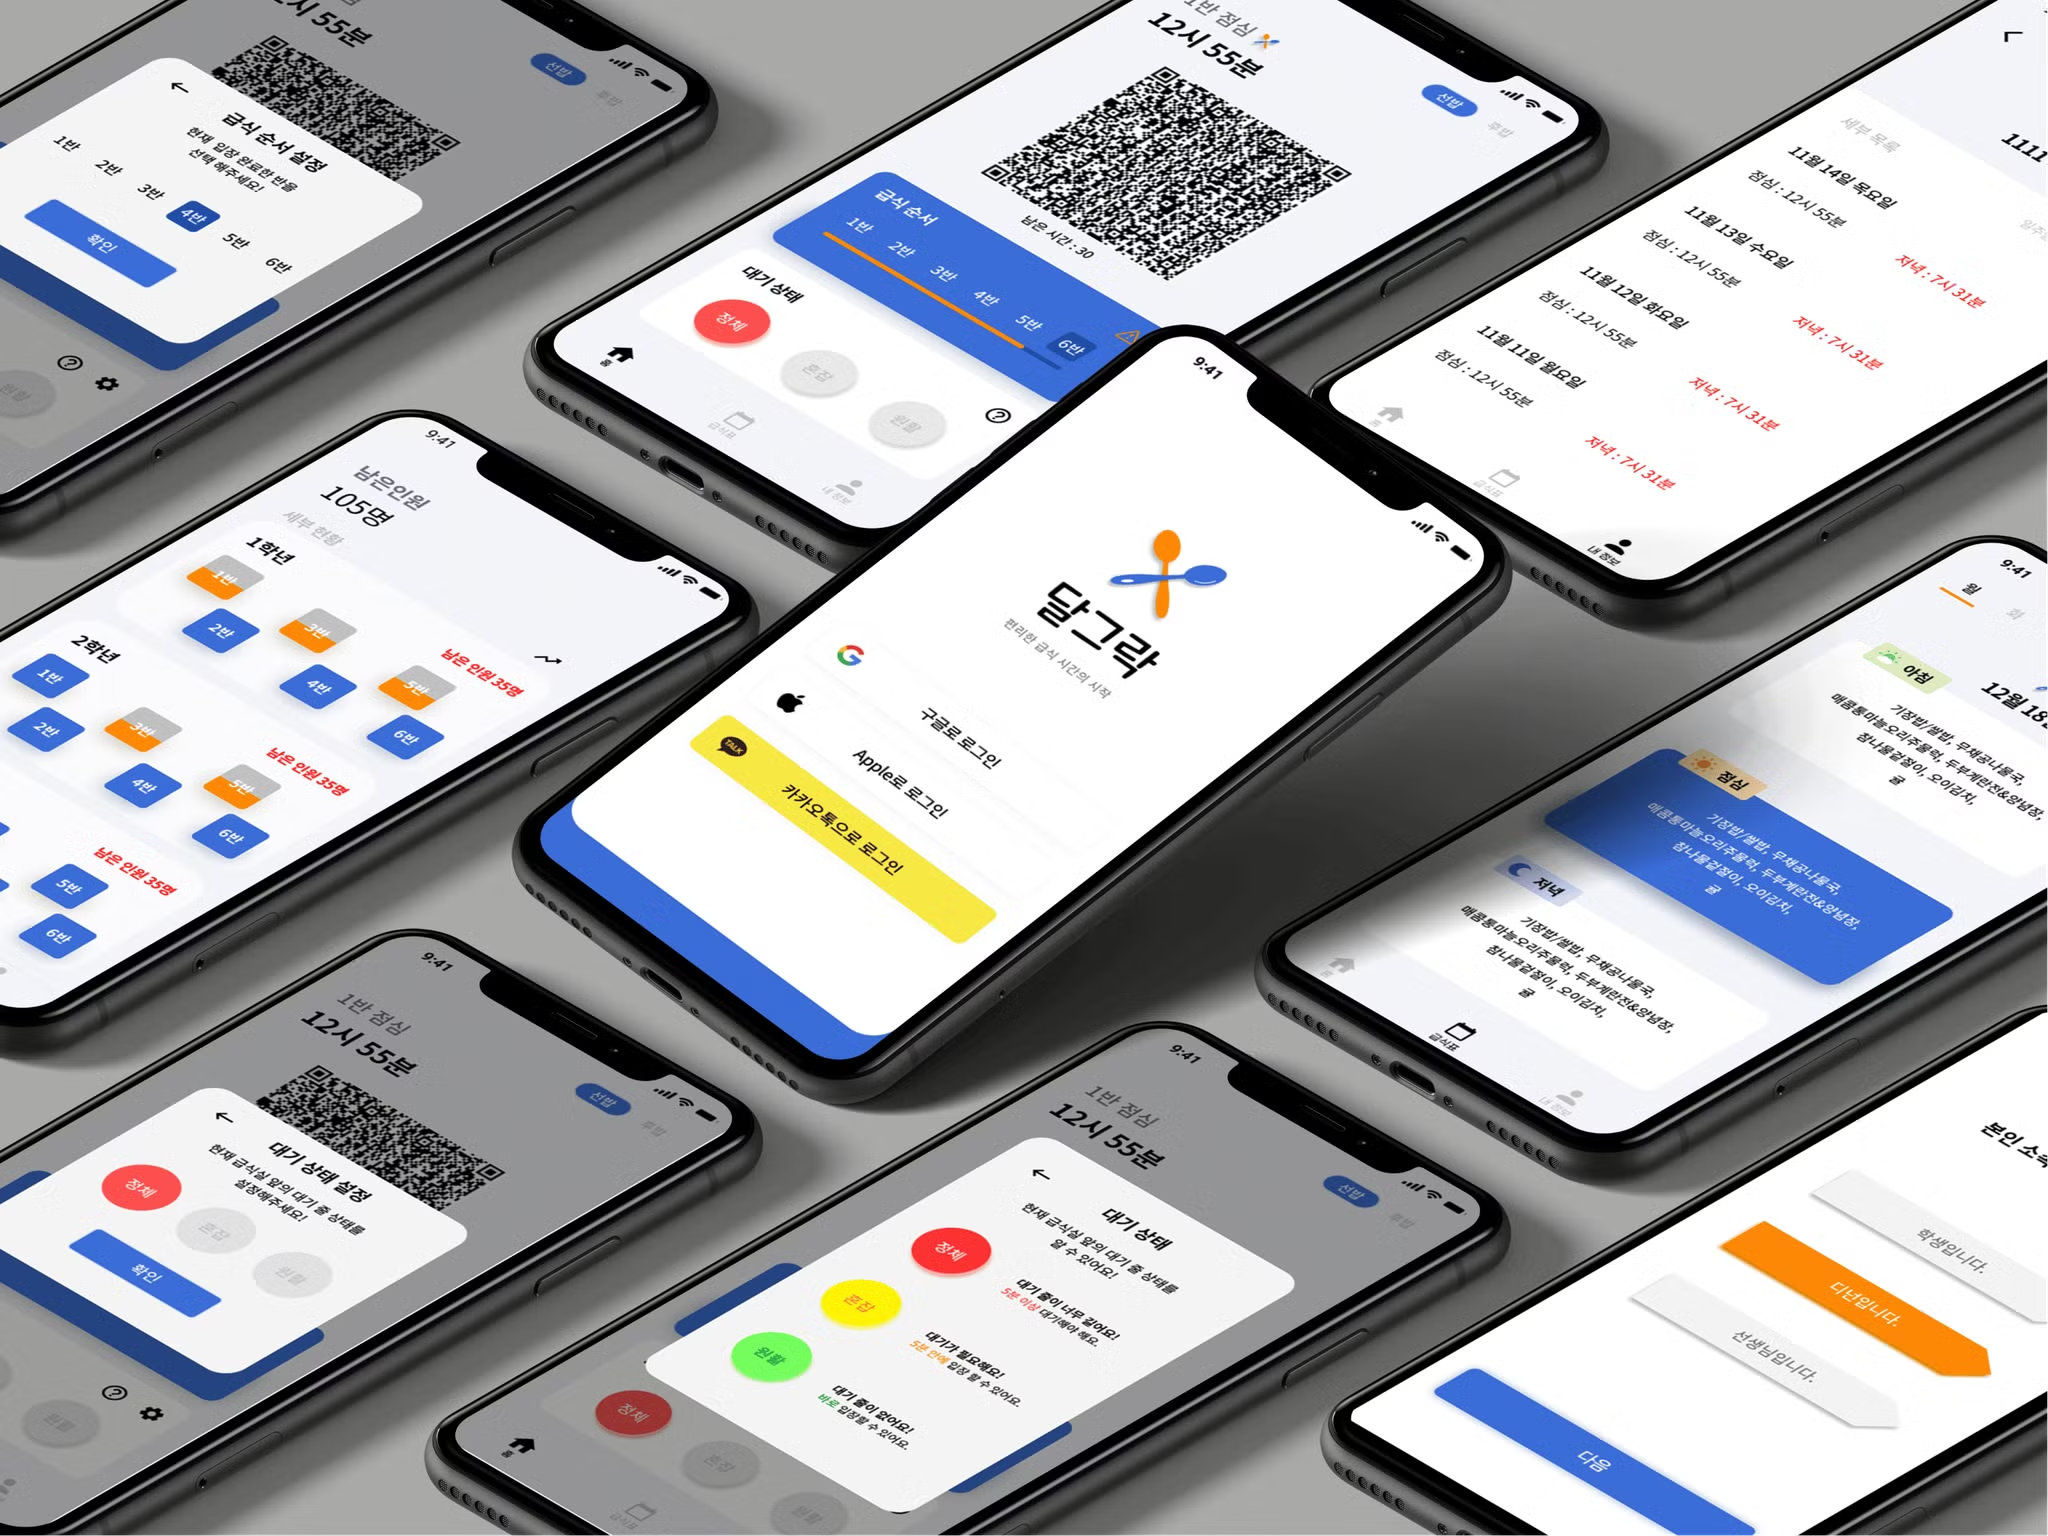 12시 55분
선밥
후밥
급식 순서 설정
현재 입장 완료한 반을
선택 해주세요!
1반
2반
3반
4반
5반
6반
확인
원활
1반 점심
12시 55분
선밥
후밥
남은 시간 : 30
급식 순서
1반
2반
3반
4반
5반
6반
대기 상태
정체
혼잡
원활
홈
급식표
내 정보
세부 목록
11월 14일 목요일
점심 : 12시 55분
저녁 : 7시 31분
11월 13일 수요일
점심 : 12시 55분
저녁 : 7시 31분
11월 12일 화요일
점심 : 12시 55분
저녁 : 7시 31분
11월 11일 월요일
점심 : 12시 55분
저녁 : 7시 31분
홈
급식표
내 정보
9:41
남은인원
105명
세부 현황
1학년
1반
2반
3반
4반
5반
6반
남은 인원 35명
2학년
1반
2반
3반
4반
5반
6반
남은 인원 35명
5반
6반
남은 인원 35명
9:41
달그락
편리한 급식 시간의 시작
구글로 로그인
Apple로 로그인
TALK
카카오톡으로 로그인
9:41
월
화
아침
기장밥/쌀밥, 무채콩나물국,
매콤통마늘오리주물럭, 두부계란전&양념장,
참나물겉절이, 오이김치,
귤
점심
기장밥/쌀밥, 무채콩나물국,
매콤통마늘오리주물럭, 두부계란전&양념장,
참나물겉절이, 오이김치,
귤
저녁
기장밥/쌀밥, 무채콩나물국,
매콤통마늘오리주물럭, 두부계란전&양념장,
참나물겉절이, 오이김치,
귤
홈
급식표
내 정보
9:41
1반 점심
12시 55분
선밥
후밥
대기 상태 설정
현재 급식실 앞의 대기 줄 상태를
설정해주세요!
정체
혼잡
원활
확인
원활
9:41
1반 점심
12시 55분
선밥
후밥
대기 상태
현재 급식실 앞의 대기 줄 상태를
알 수 있어요!
정체
대기 줄이 너무 길어요!
5분 이상 대기해야 해요.
혼잡
대기가 필요해요!
5분 안에 입장 할 수 있어요.
원활
대기 줄이 없어요!
바로 입장할 수 있어요.
정체
혼잡
원활
홈
급식표
본인 소속
학생입니다.
디넌입니다.
선생님입니다.
다음